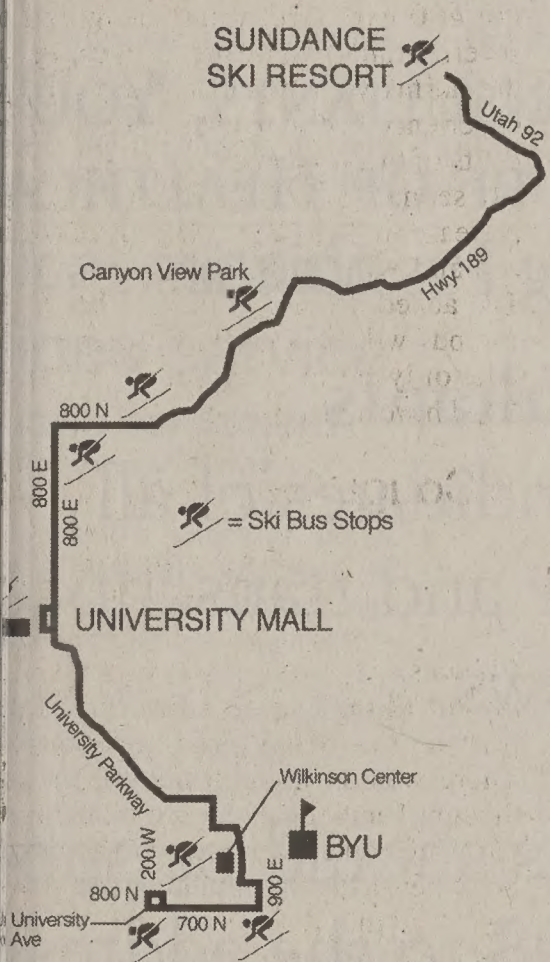 SUNDANCE
SKI RESORT
Utah 92
Hwy 189
Canyon View Park
800 N
800 E
800 E
= Ski Bus Stops
UNIVERSITY MALL
University Parkway
Wilkinson Center
200 W
BYU
800 N
900 E
University
Ave
700 N